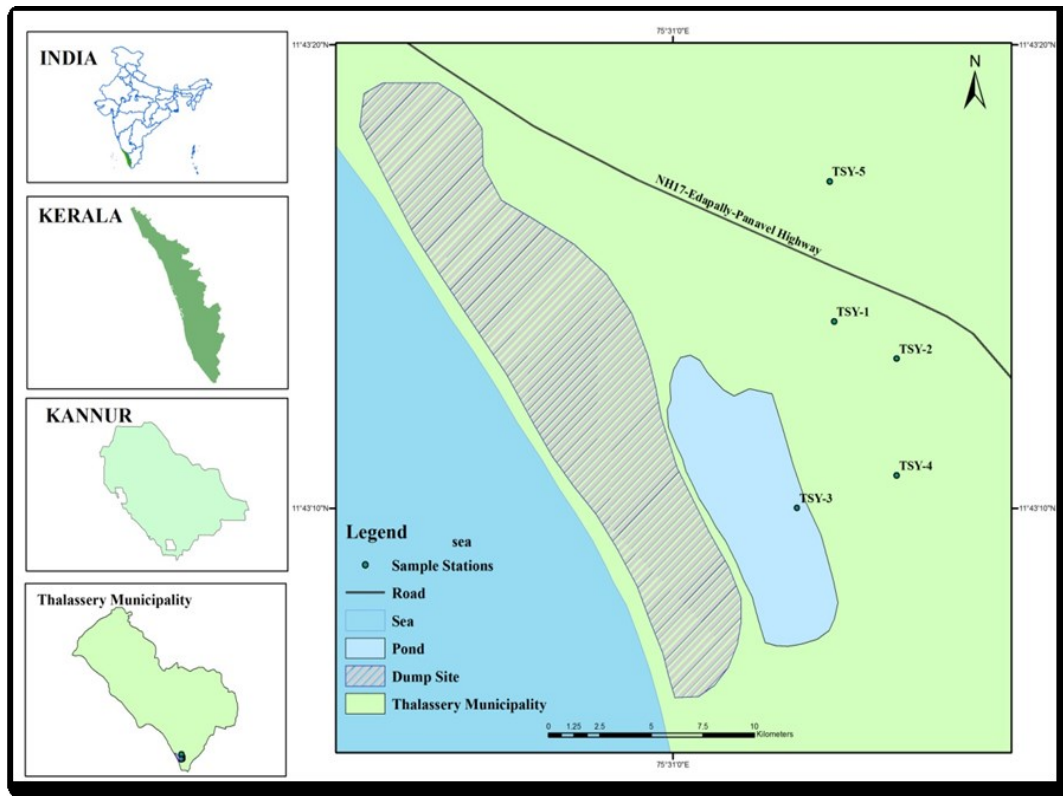 INDIA
KERALA
KANNUR
Thalassery Municipality
75°31'0"E
11°43'20"N
11°43'20"N
N
TSY-5
NH17-Edapally-Panavel Highway
TSY-1
TSY-2
TSY-4
TSY-3
11°43'10"N
11°43'10"N
Legend
sea
Sample Stations
Road
Sea
Pond
Dump Site
Thalassery Municipality
0 1.25 2.5 5 7.5 10
Kilometers
75°31'0"E